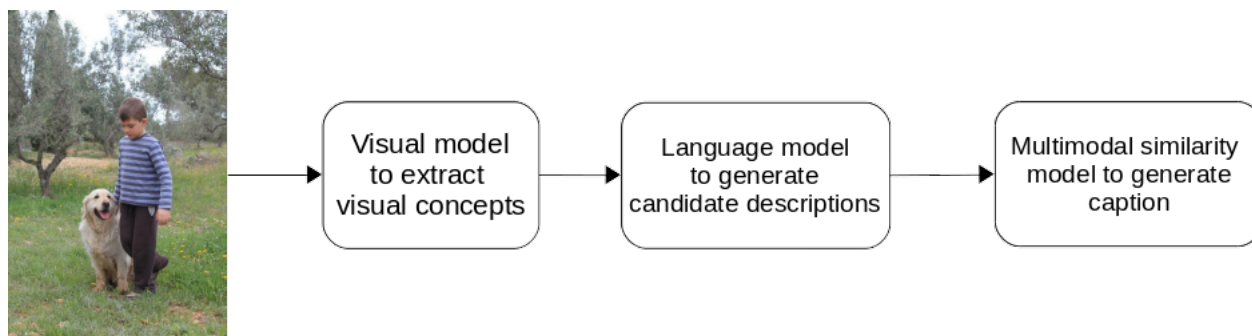 Visual model
to extract
visual concepts
Language model
to generate
candidate descriptions
Multimodal similarity
model to generate
caption